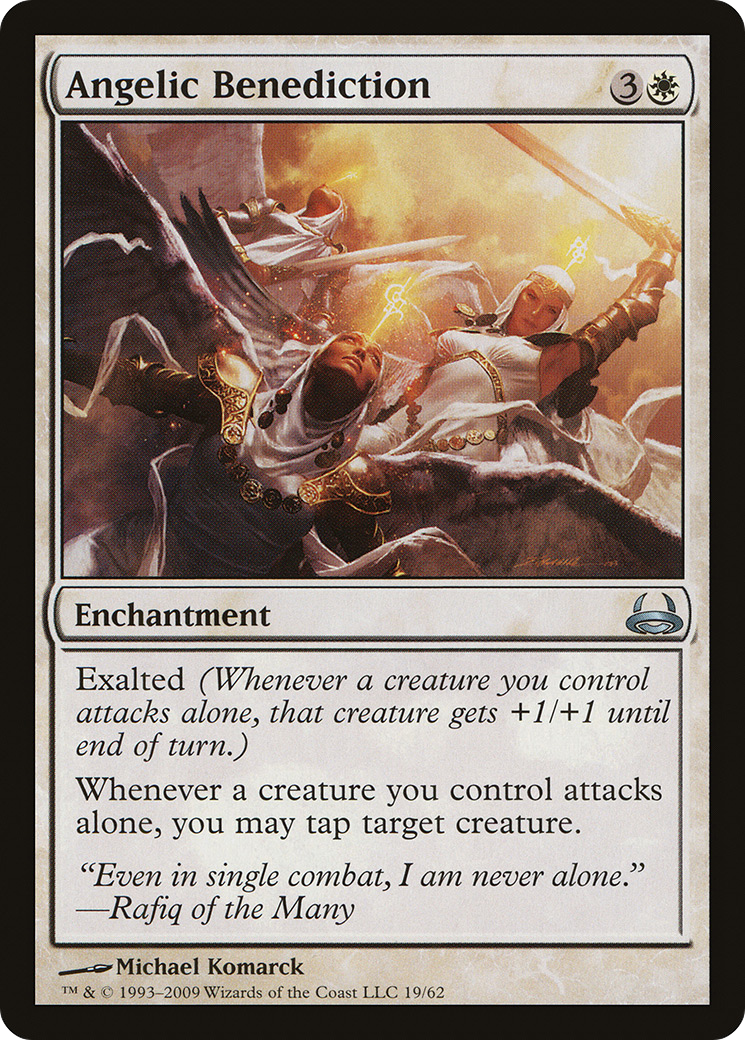 Angelic Benediction 3
Enchantment
Exalted (Whenever a creature you control
attacks alone, that creature gets +1/+1 until
end of turn.)
Whenever a creature you control attacks
alone, you may tap target creature.
“Even in single combat, I am never alone.”
—Rafiq of the Many
Michael Komarck
™ & © 1993–2009 Wizards of the Coast LLC 19/62